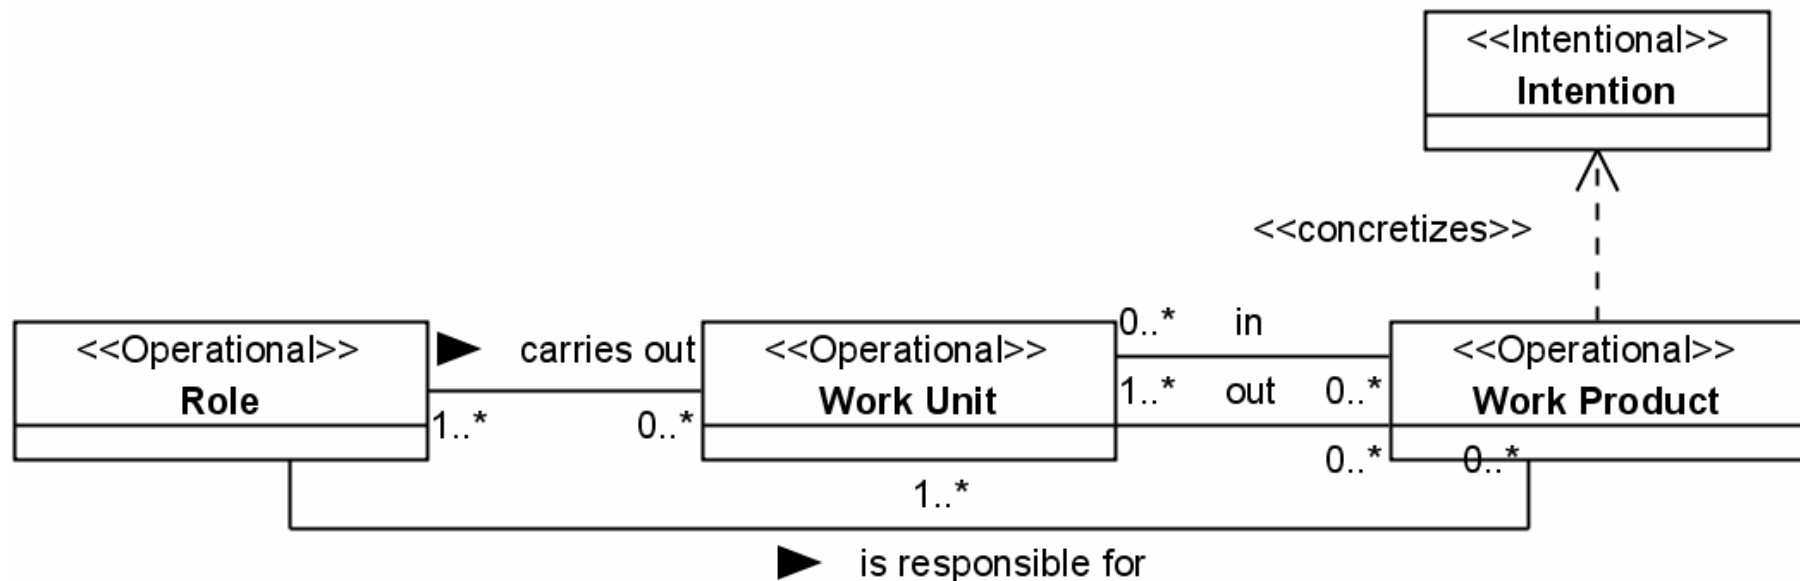 <<Intentional>>
Intention
<<concretizes>>
0..* in
<<Operational>>
Role
carries out
<<Operational>>
Work Unit
<<Operational>>
Work Product
1..* out 0..*
1..* 0..*
0..* 0..*
1..*
is responsible for